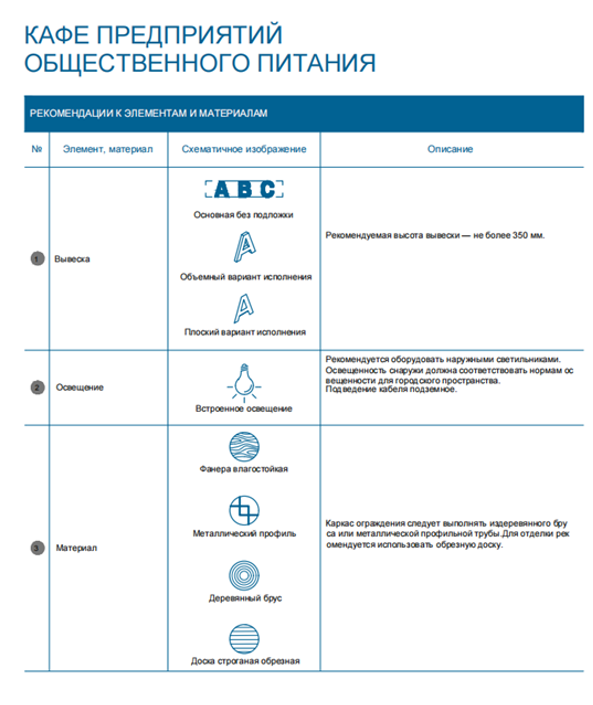 КАФЕ ПРЕДПРИЯТИЙ
ОБЩЕСТВЕННОГО ПИТАНИЯ
РЕКОМЕНДАЦИИ К ЭЛЕМЕНТАМ И МАТЕРИАЛАМ
№ Элемент, материал Схематичное изображение Описание
1 Вывеска
ABC
Основная без подложки
A
Объемный вариант исполнения
A
Плоский вариант исполнения
Рекомендуемая высота вывески — не более 350 мм.
2 Освещение
Встроенное освещение
Рекомендуется оборудовать наружными светильниками.
Освещенность снаружи должна соответствовать нормам ос
вещенности для городского пространства.
Подведение кабеля подземное.
3 Материал
Фанера влагостойкая
Металлический профиль
Деревянный брус
Доска строганая обрезная
Каркас ограждения следует выполнять издеревянного бру
са или металлической профильной трубы.Для отделки рек
омендуется использовать обрезную доску.